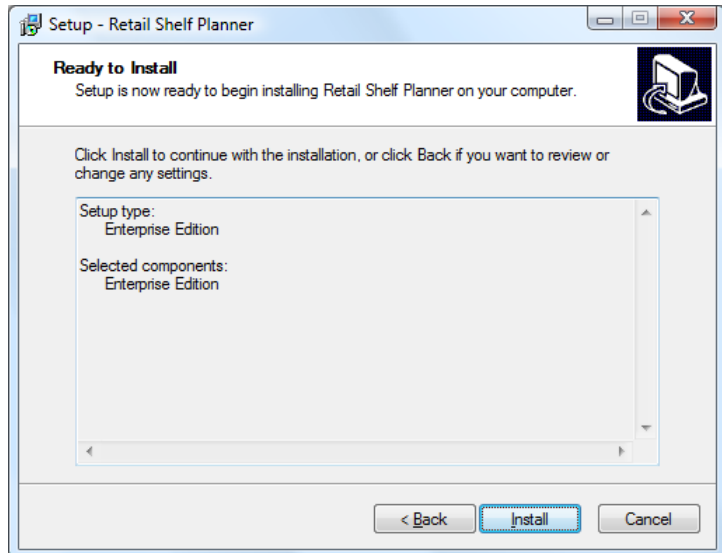 Setup - Retail Shelf Planner
Ready to Install
Setup is now ready to begin installing Retail Shelf Planner on your computer.
Click Install to continue with the installation, or click Back if you want to review or
change any settings.
Setup type:
Enterprise Edition
Selected components:
Enterprise Edition
< Back
Install
Cancel